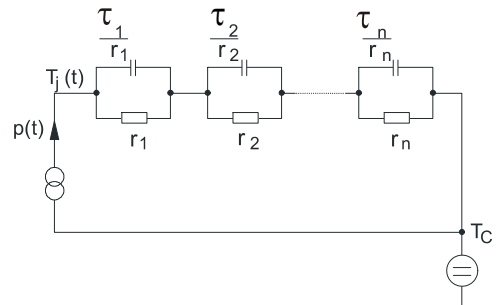 τ1/r1 τ2/r2 τn/rn
Tj (t)
r1 r2 rn
p(t)
TC